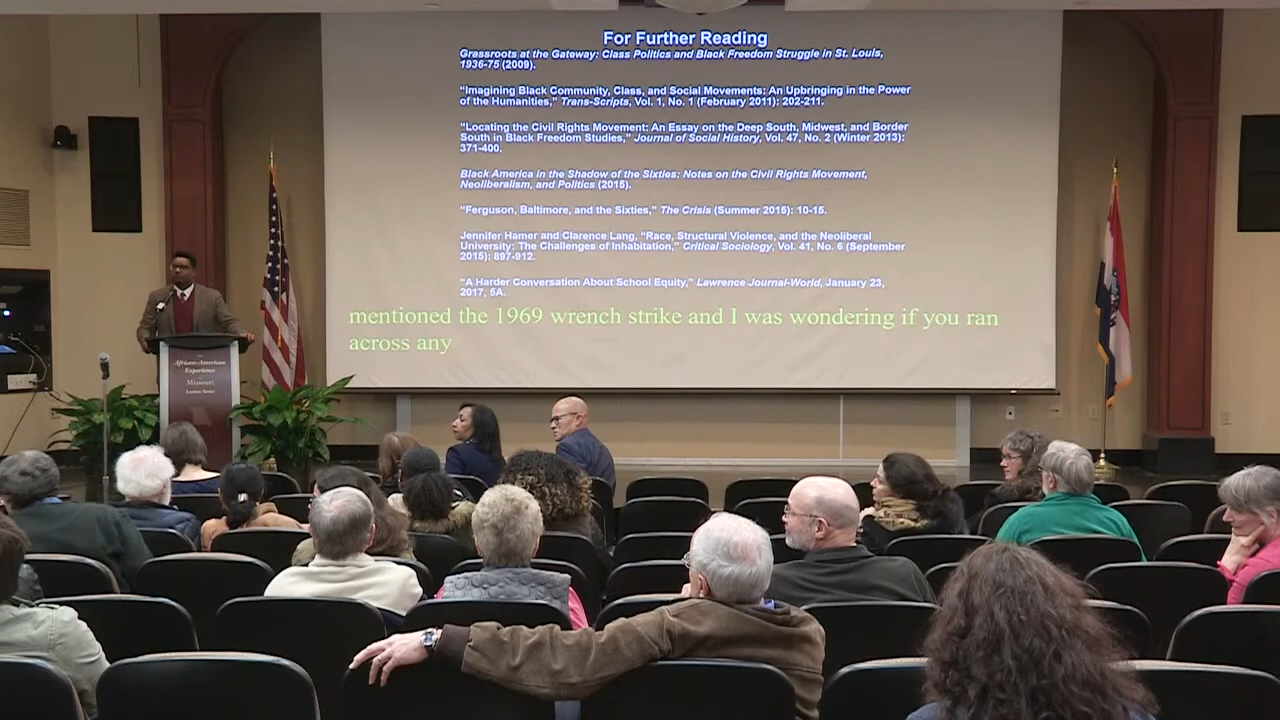 For Further Reading
Grassroots at the Gateway: Class Politics and Black Freedom Struggle in St. Louis,
1936-75 (2009).
"Imagining Black Community, Class, and Social Movements: An Upbringing in the Power
of the Humanities," Trans-Scripts, Vol. 1, No. 1 (February 2011): 202-211.
"Locating the Civil Rights Movement: An Essay on the Deep South, Midwest, and Border
South in Black Freedom Studies," Journal of Social History, Vol. 47, No. 2 (Winter 2013):
371-400.
Black America in the Shadow of the Sixties: Notes on the Civil Rights Movement,
Neoliberalism, and Politics (2015).
"Ferguson, Baltimore, and the Sixties," The Crisis (Summer 2015): 10-15.
Jennifer Hamer and Clarence Lang, "Race, Structural Violence, and the Neoliberal
University: The Challenges of Inhabitation," Critical Sociology, Vol. 41, No. 6 (September
2015): 897-912.
"A Harder Conversation About School Equity," Lawrence Journal-World, January 23,
2017, 5A.
mentioned the 1969 wrench strike and I was wondering if you ran
across any
African-American
Experience
Missouri
Lecture Series